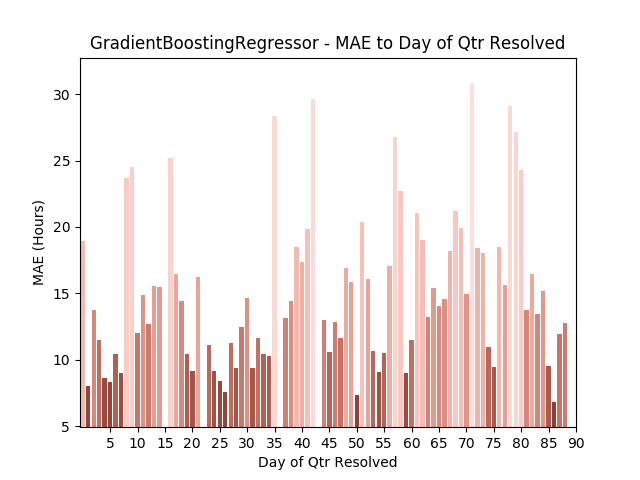 GradientBoostingRegressor - MAE to Day of Qtr Resolved
30
25
20
15
10
5
MAE (Hours)
5 10 15 20 25 30 35 40 45 50 55 60 65 70 75 80 85 90
Day of Qtr Resolved